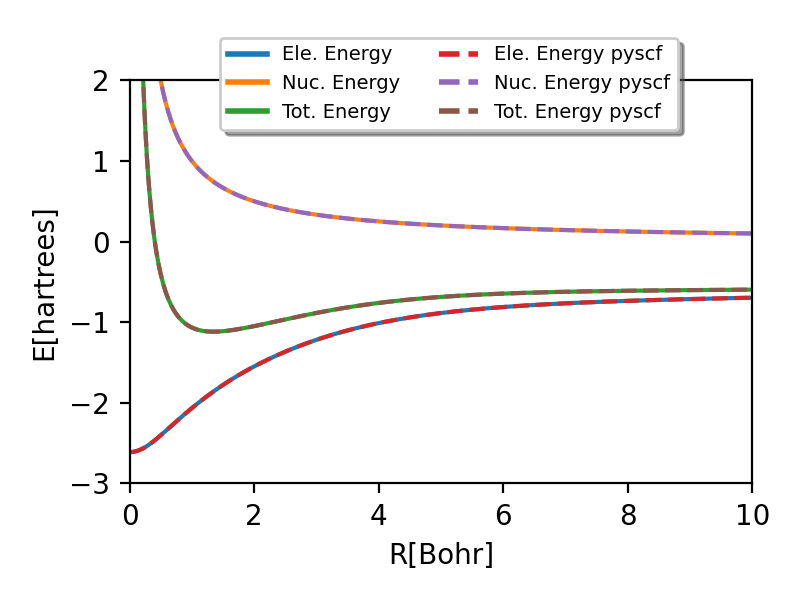 Ele. Energy
Nuc. Energy
Tot. Energy
Ele. Energy pyscf
Nuc. Energy pyscf
Tot. Energy pyscf
E[hartrees]
2
1
0
−1
−2
−3
0 2 4 6 8 10
R[Bohr]